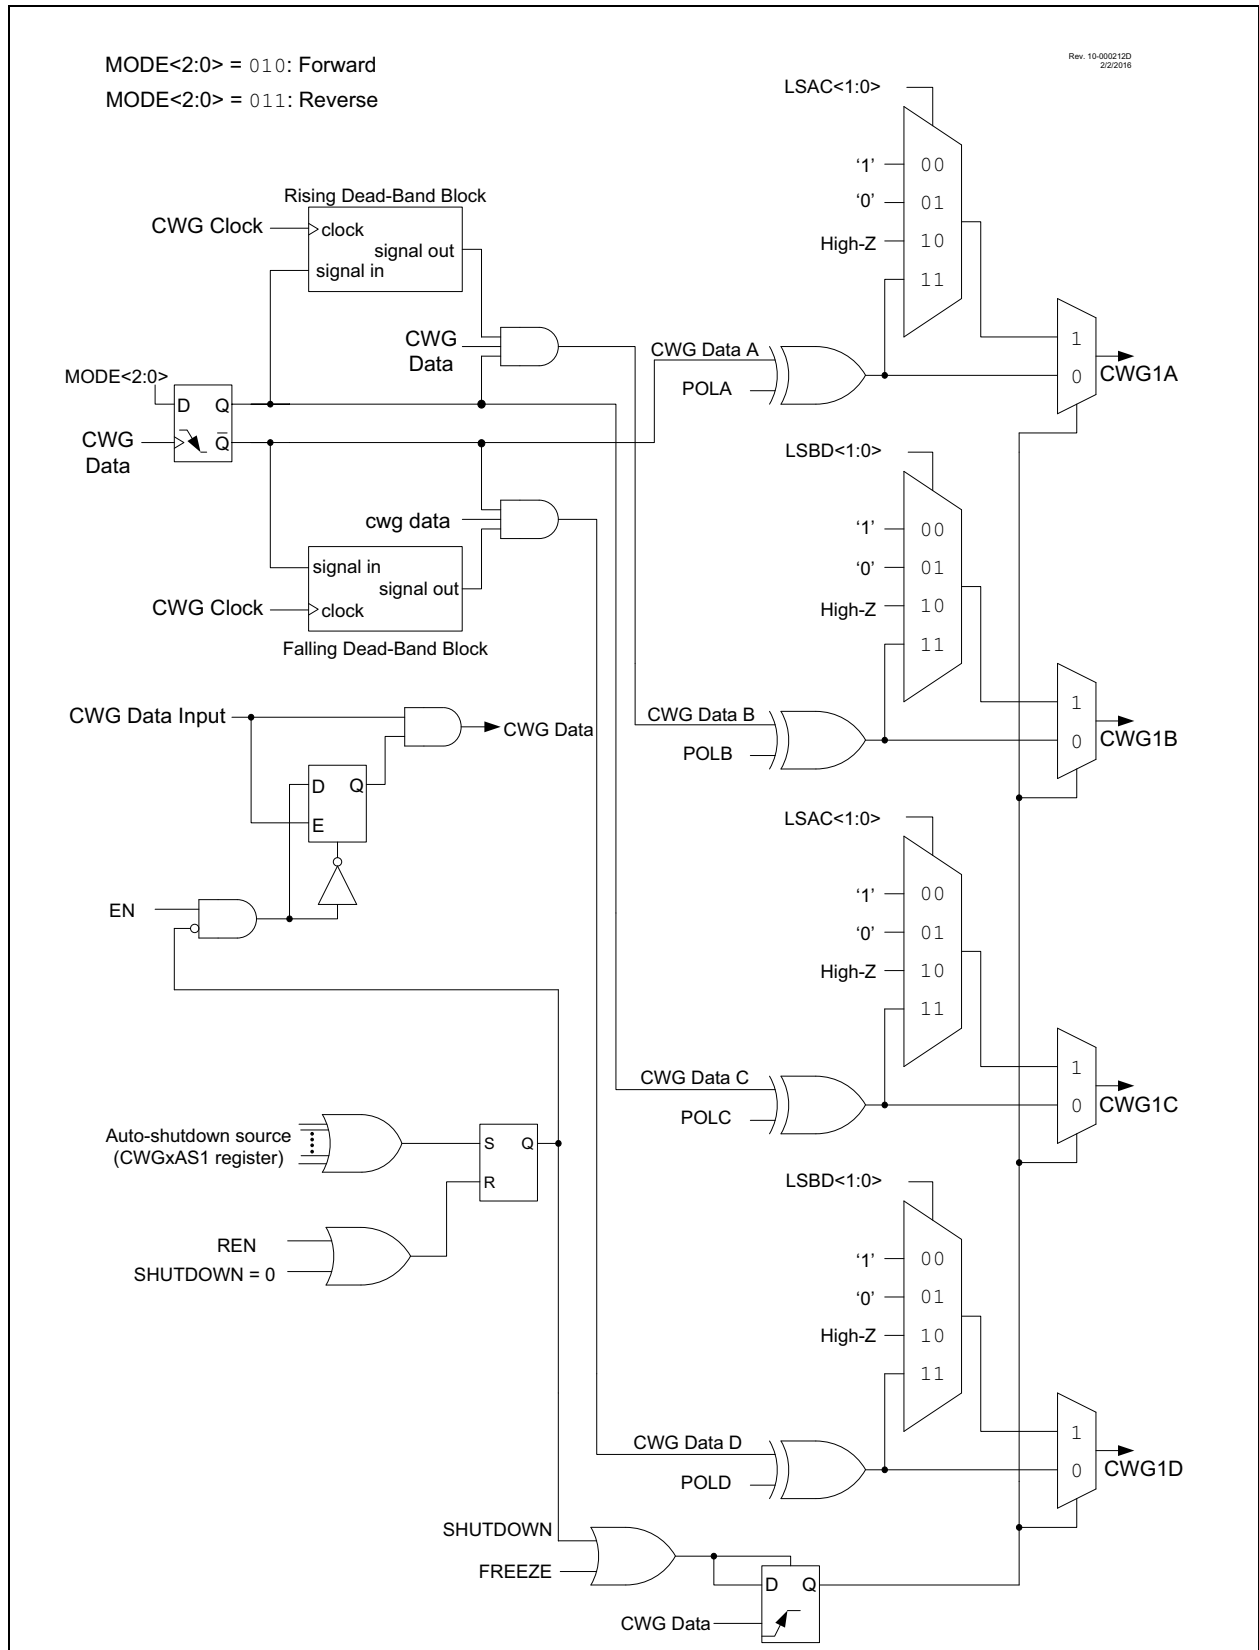 MODE<2:0> = 010: Forward
MODE<2:0> = 011: Reverse
Rev. 10-000212D
2/2/2016
LSAC<1:0>
'1'
00
'0'
01
High-Z
10
11
Rising Dead-Band Block
CWG Clock
clock
signal out
signal in
CWG
Data
MODE<2:0>
D
Q
CWG
Data
Q
CWG Data A
POLA
1
0
CWG1A
cwg data
signal in
signal out
CWG Clock
clock
Falling Dead-Band Block
LSBD<1:0>
'1'
00
'0'
01
High-Z
10
11
CWG Data Input
CWG Data
D
Q
E
EN
CWG Data B
POLB
1
0
CWG1B
LSAC<1:0>
'1'
00
'0'
01
High-Z
10
11
CWG Data C
POLC
1
0
CWG1C
Auto-shutdown source
(CWGxAS1 register)
S
Q
R
REN
SHUTDOWN = 0
LSBD<1:0>
'1'
00
'0'
01
High-Z
10
11
CWG Data D
POLD
1
0
CWG1D
SHUTDOWN
FREEZE
D
Q
CWG Data